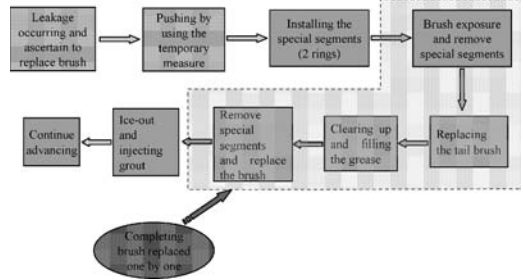 Leakage
occurring and
ascertain to
replace brush
Pushing by
using the
temporary
measure
Installing the
special segments
(2 rings)
Brush exposure
and remove
special segments
Replacing
the tail brush
Clearing up
and filling
the grease
Remove
special
segments
and replace
the brush
Ice-out
and
injecting
grout
Continue
advancing
Completing
brush replaced
one by one